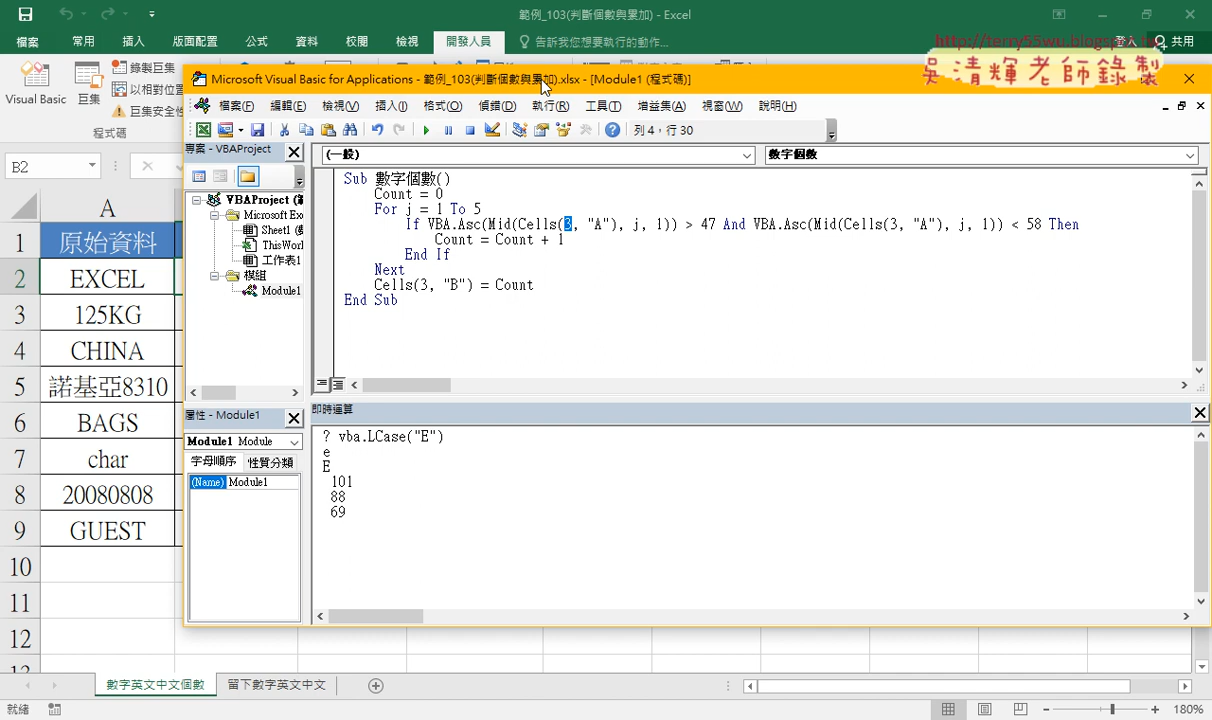 範例_103(判斷個數與累加) - Excel
檔案 常用 插入 版面配置 公式 資料 校閱 檢視 開發人員 告訴我您想要執行的動作... 登入 共用
http://terry55wu.blogspot.tw
吳清輝老師錄製
Visual Basic 巨集 錄製巨集
以相對位置
巨集安全性
程式碼
Microsoft Visual Basic for Applications - 範例_103(判斷個數與累加).xlsx - [Module1 (程式碼)]
檔案(F) 編輯(E) 檢視(V) 插入(I) 格式(O) 偵錯(D) 執行(R) 工具(T) 增益集(A) 視窗(W) 說明(H)
列 4，行 30
專案 - VBAProject
(一般) 數字個數
VBAProject
Microsoft Exc
Sheet1
ThisWork
工作表1
模組
Module1
Sub 數字個數()
Count = 0
For j = 1 To 5
If VBA.Asc(Mid(Cells(3, "A"), j, 1)) > 47 And VBA.Asc(Mid(Cells(3, "A"), j, 1)) < 58 Then
Count = Count + 1
End If
Next
Cells(3, "B") = Count
End Sub
屬性 - Module1
Module1 Module
字母順序 性質分類
(Name) Module1
即時運算
? vba.LCase("E")
e
E
101
88
69
B2
A
1 原始資料
2 EXCEL
3 125KG
4 CHINA
5 諾基亞8310
6 BAGS
7 char
8 20080808
9 GUEST
10
11
12
13
數字英文中文個數 留下數字英文中文
就緒
180%